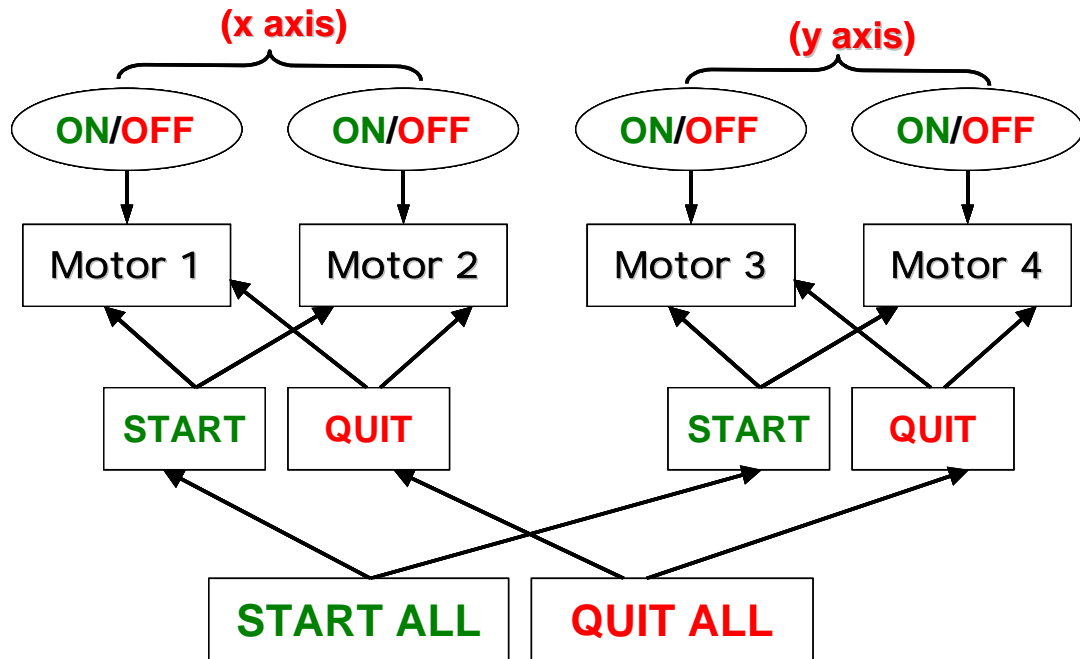 (x axis)
(y axis)
ON/OFF
ON/OFF
ON/OFF
ON/OFF
Motor 1
Motor 2
Motor 3
Motor 4
START
QUIT
START
QUIT
START ALL
QUIT ALL